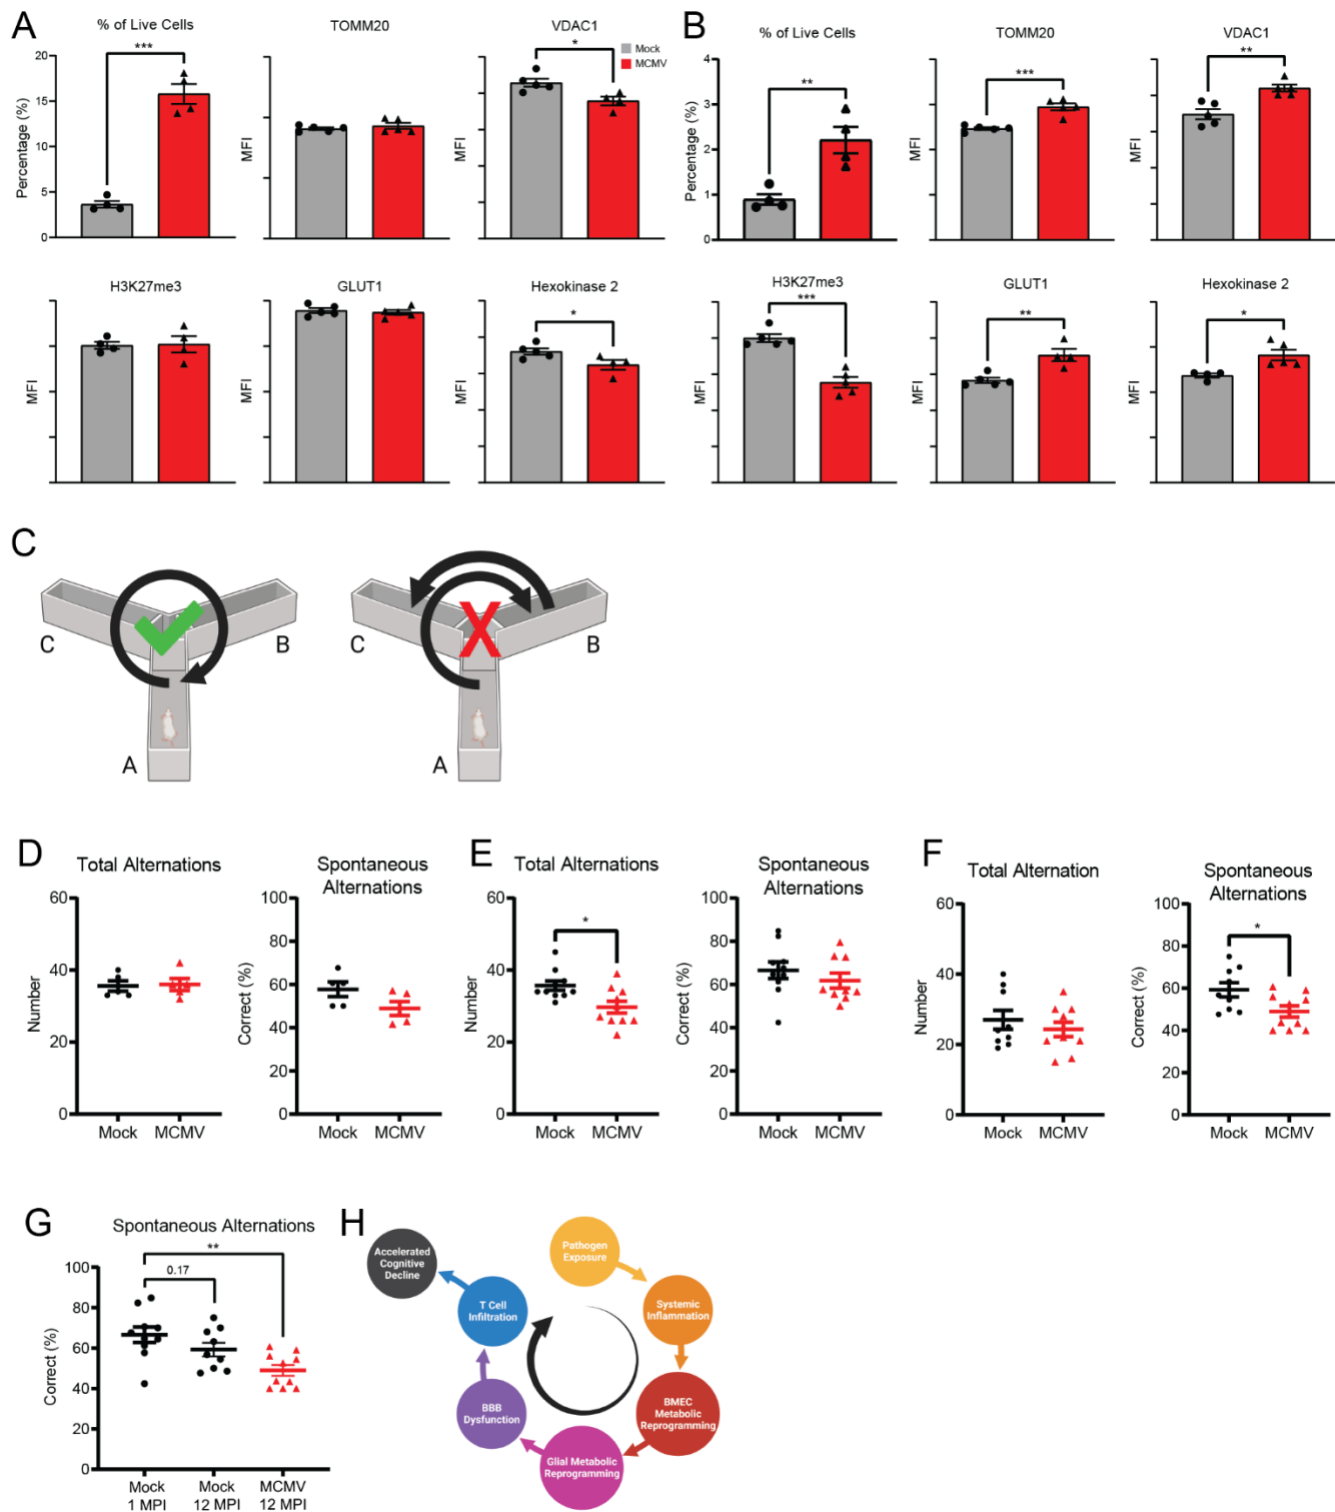 A
% of Live Cells
***
Percentage (%)
20
15
10
5
0
TOMM20
MFI
VDAC1
*
Mock
MCMV
MFI
B
% of Live Cells
**
Percentage (%)
4
3
2
1
0
TOMM20
***
MFI
VDAC1
**
MFI
H3K27me3
MFI
GLUT1
MFI
Hexokinase 2
*
MFI
H3K27me3
***
MFI
GLUT1
**
MFI
Hexokinase 2
*
MFI
C
C
B
A
C
X
B
A
D
Total Alternations
Number
60
40
20
0
Mock
MCMV
Spontaneous
Alternations
Correct (%)
100
80
60
40
20
0
Mock
MCMV
E
Total Alternations
*
Number
60
40
20
0
Mock
MCMV
Spontaneous
Alternations
Correct (%)
100
80
60
40
20
0
Mock
MCMV
F
Total Alternation
Number
60
40
20
0
Mock
MCMV
Spontaneous
Alternations
*
Correct (%)
100
80
60
40
20
0
Mock
MCMV
G
Spontaneous Alternations
**
0.17
Correct (%)
100
80
60
40
20
0
Mock
1 MPI
Mock
12 MPI
MCMV
12 MPI
H
Pathogen
Exposure
Systemic
Inflammation
BMEC
Metabolic
Reprogramming
Glial Metabolic
Reprogramming
BBB
Dysfunction
T Cell
Infiltration
Accelerated
Cognitive
Decline